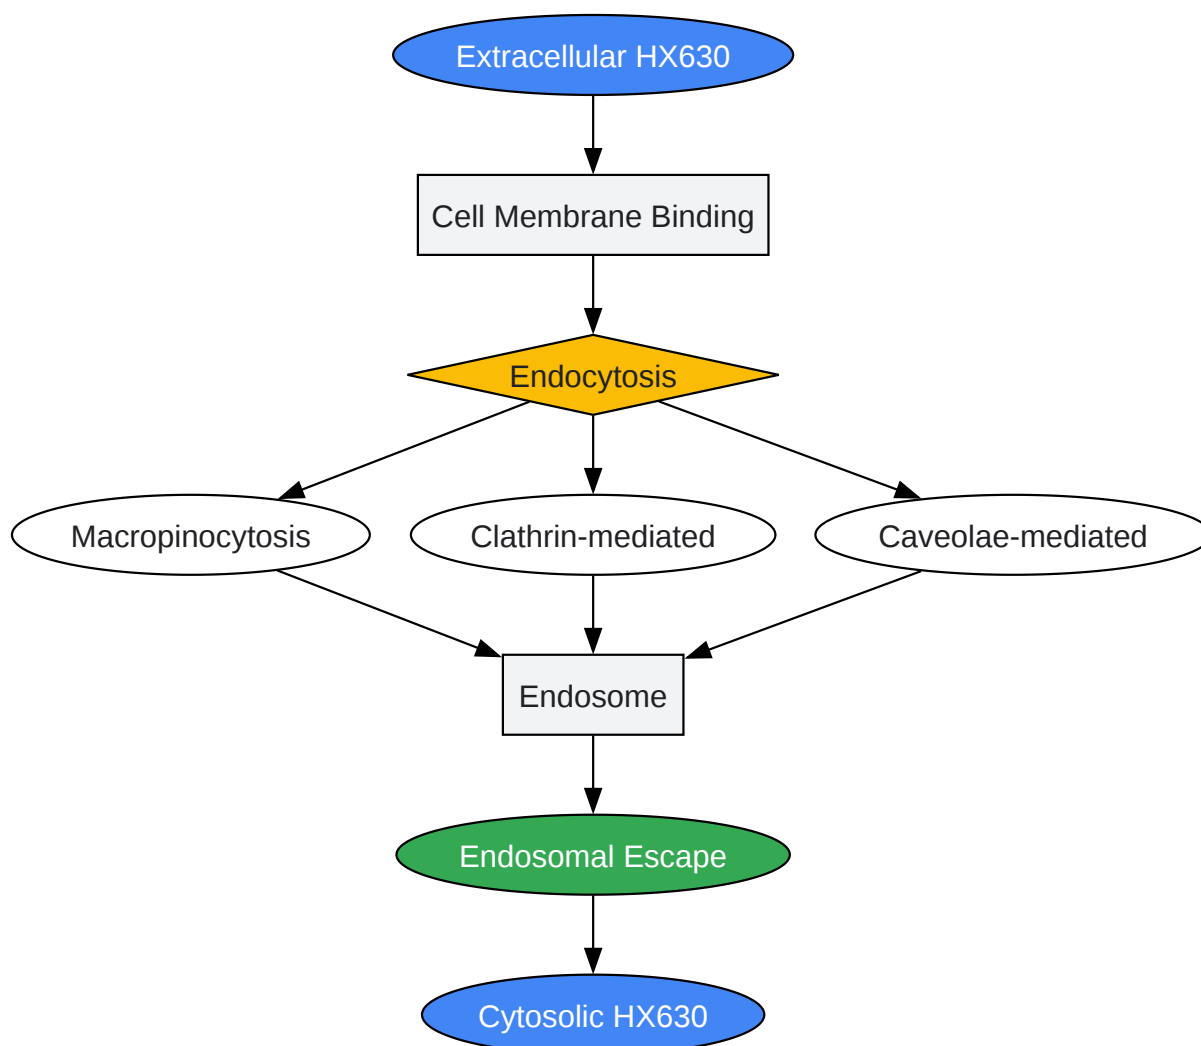 Extracellular HX630
Cell Membrane Binding
Endocytosis
Macropinocytosis
Clathrin-mediated
Caveolae-mediated
Endosome
Endosomal Escape
Cytosolic HX630